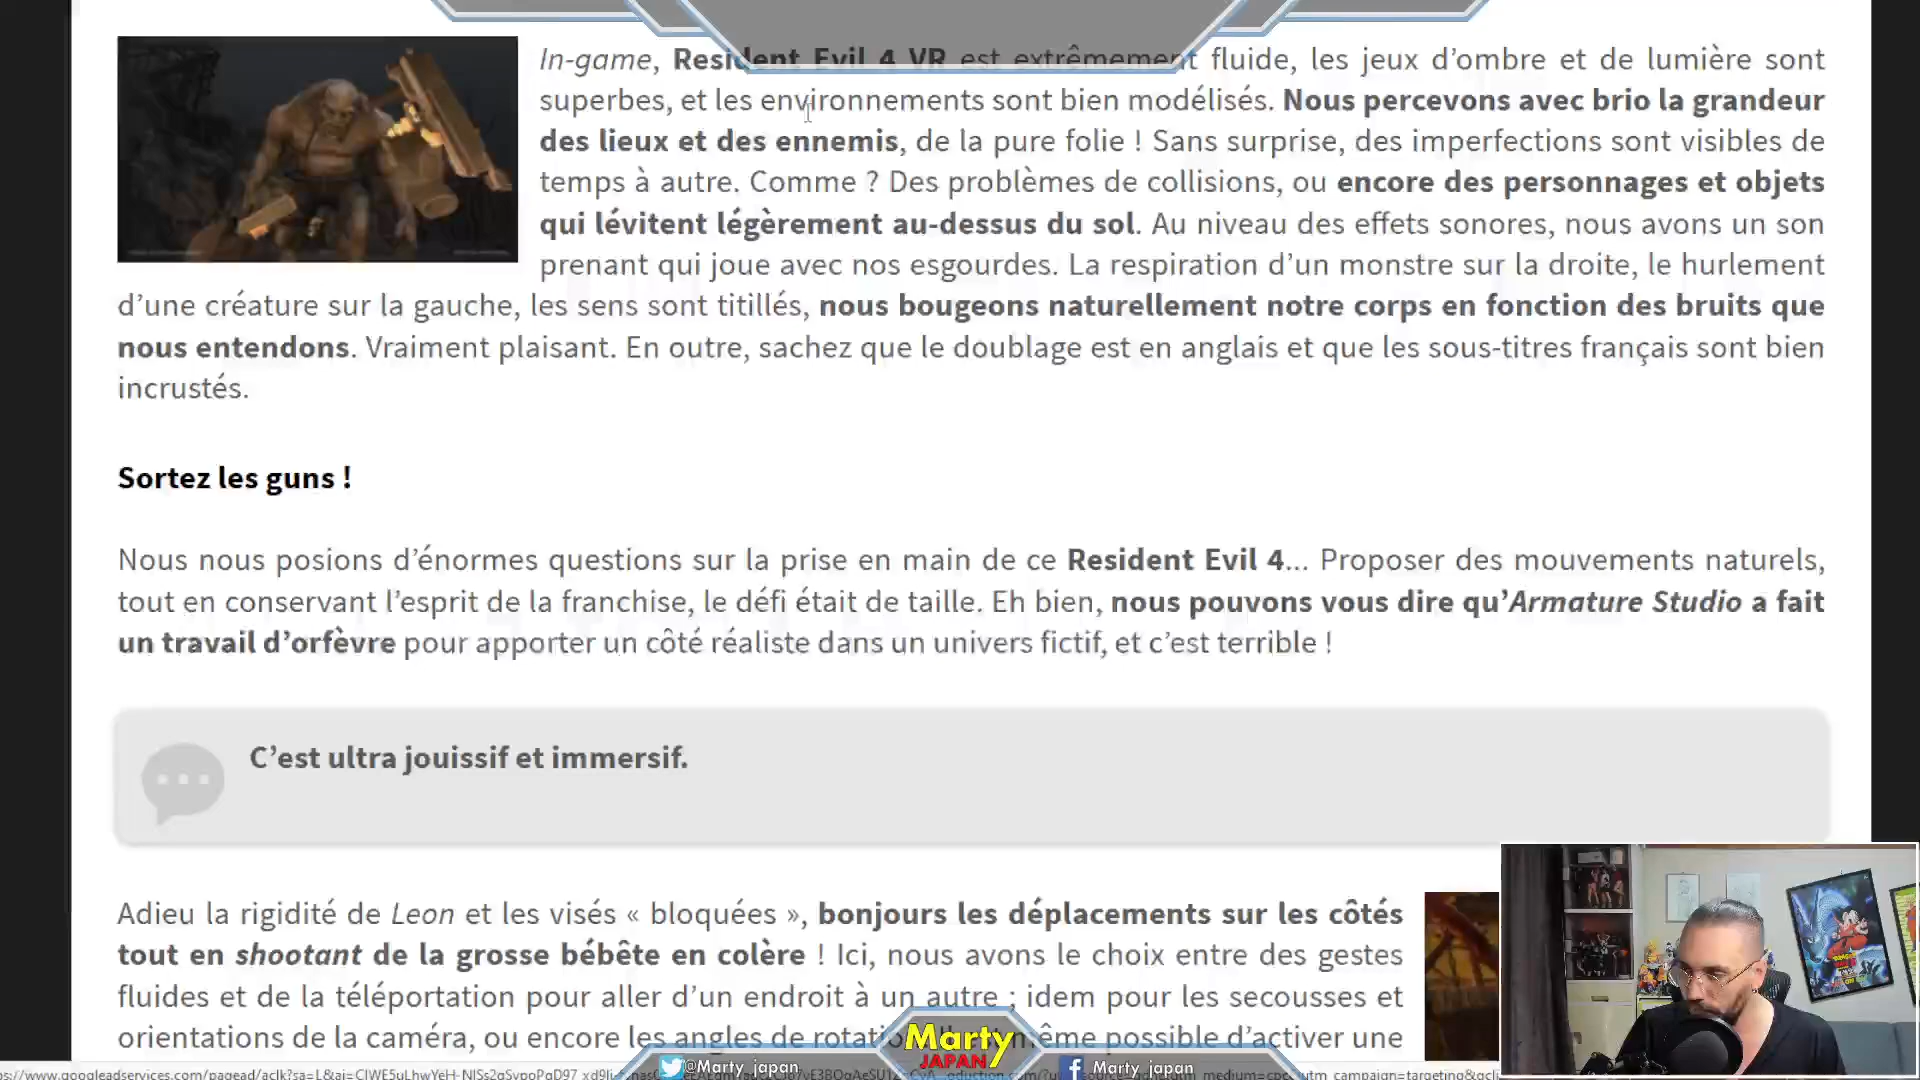 In-game, Resident Evil 4 VR est extrêmement fluide, les jeux d’ombre et de lumière sont
superbes, et les environnements sont bien modélisés. Nous percevons avec brio la grandeur
des lieux et des ennemis, de la pure folie ! Sans surprise, des imperfections sont visibles de
temps à autre. Comme ? Des problèmes de collisions, ou encore des personnages et objets
qui lévitent légèrement au-dessus du sol. Au niveau des effets sonores, nous avons un son
prenant qui joue avec nos esgourdes. La respiration d’un monstre sur la droite, le hurlement
d’une créature sur la gauche, les sens sont titillés, nous bougeons naturellement notre corps en fonction des bruits que
nous entendons. Vraiment plaisant. En outre, sachez que le doublage est en anglais et que les sous-titres français sont bien
incrustés.
Sortez les guns !
Nous nous posions d’énormes questions sur la prise en main de ce Resident Evil 4... Proposer des mouvements naturels,
tout en conservant l’esprit de la franchise, le défi était de taille. Eh bien, nous pouvons vous dire qu’Armature Studio a fait
un travail d’orfèvre pour apporter un côté réaliste dans un univers fictif, et c’est terrible !
C’est ultra jouissif et immersif.
Adieu la rigidité de Leon et les visés « bloquées », bonjours les déplacements sur les côtés
tout en shootant de la grosse bébête en colère ! Ici, nous avons le choix entre des gestes
fluides et de la téléportation pour aller d’un endroit à un autre ; idem pour les secousses et
orientations de la caméra, ou encore les angles de même possible d’activer une
Marty
JAPAN
@Marty_japan
Marty_japan